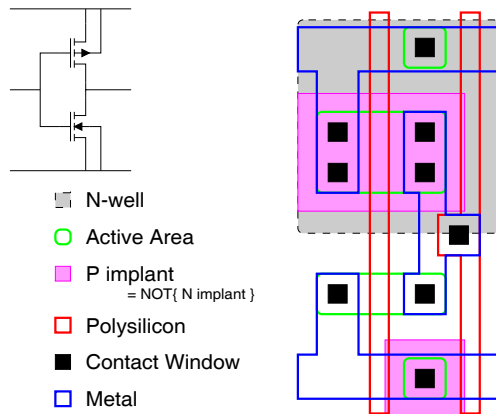 N-well
Active Area
P implant
= NOT{ N implant }
Polysilicon
Contact Window
Metal